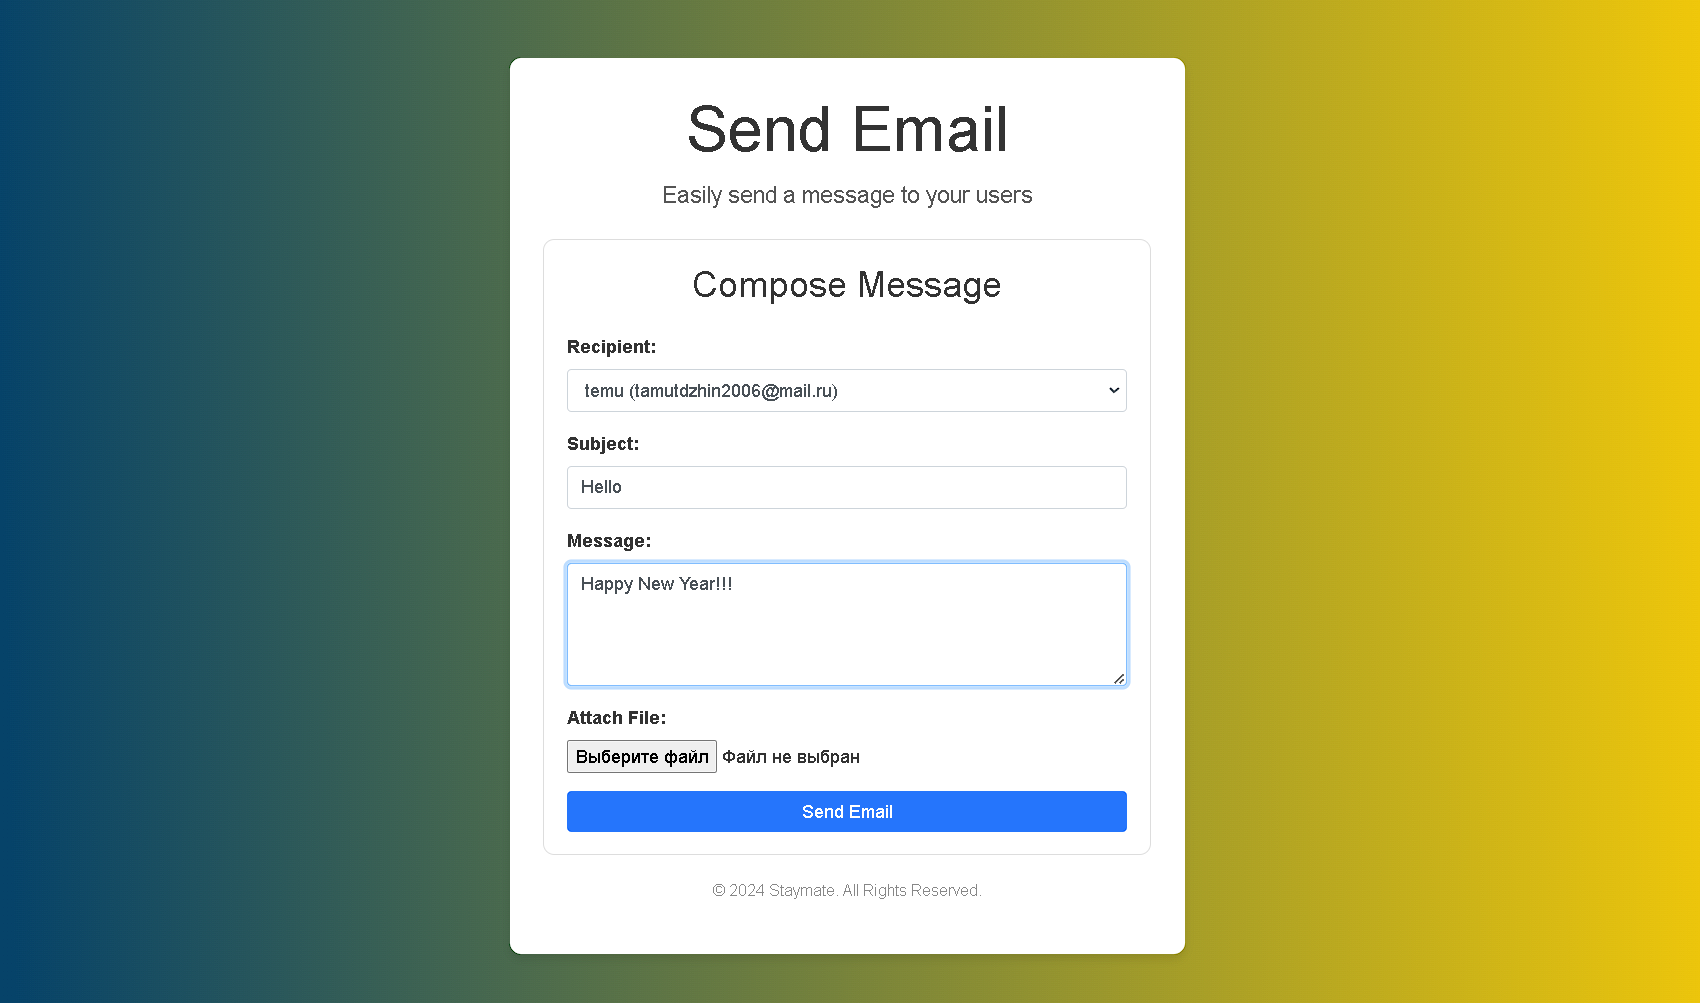 Send Email
Easily send a message to your users
Compose Message
Recipient:
temu (tamutdzhin2006@mail.ru)
Subject:
Hello
Message:
Happy New Year!!!
Attach File:
Выберите файл Файл не выбран
Send Email
© 2024 Staymate. All Rights Reserved.